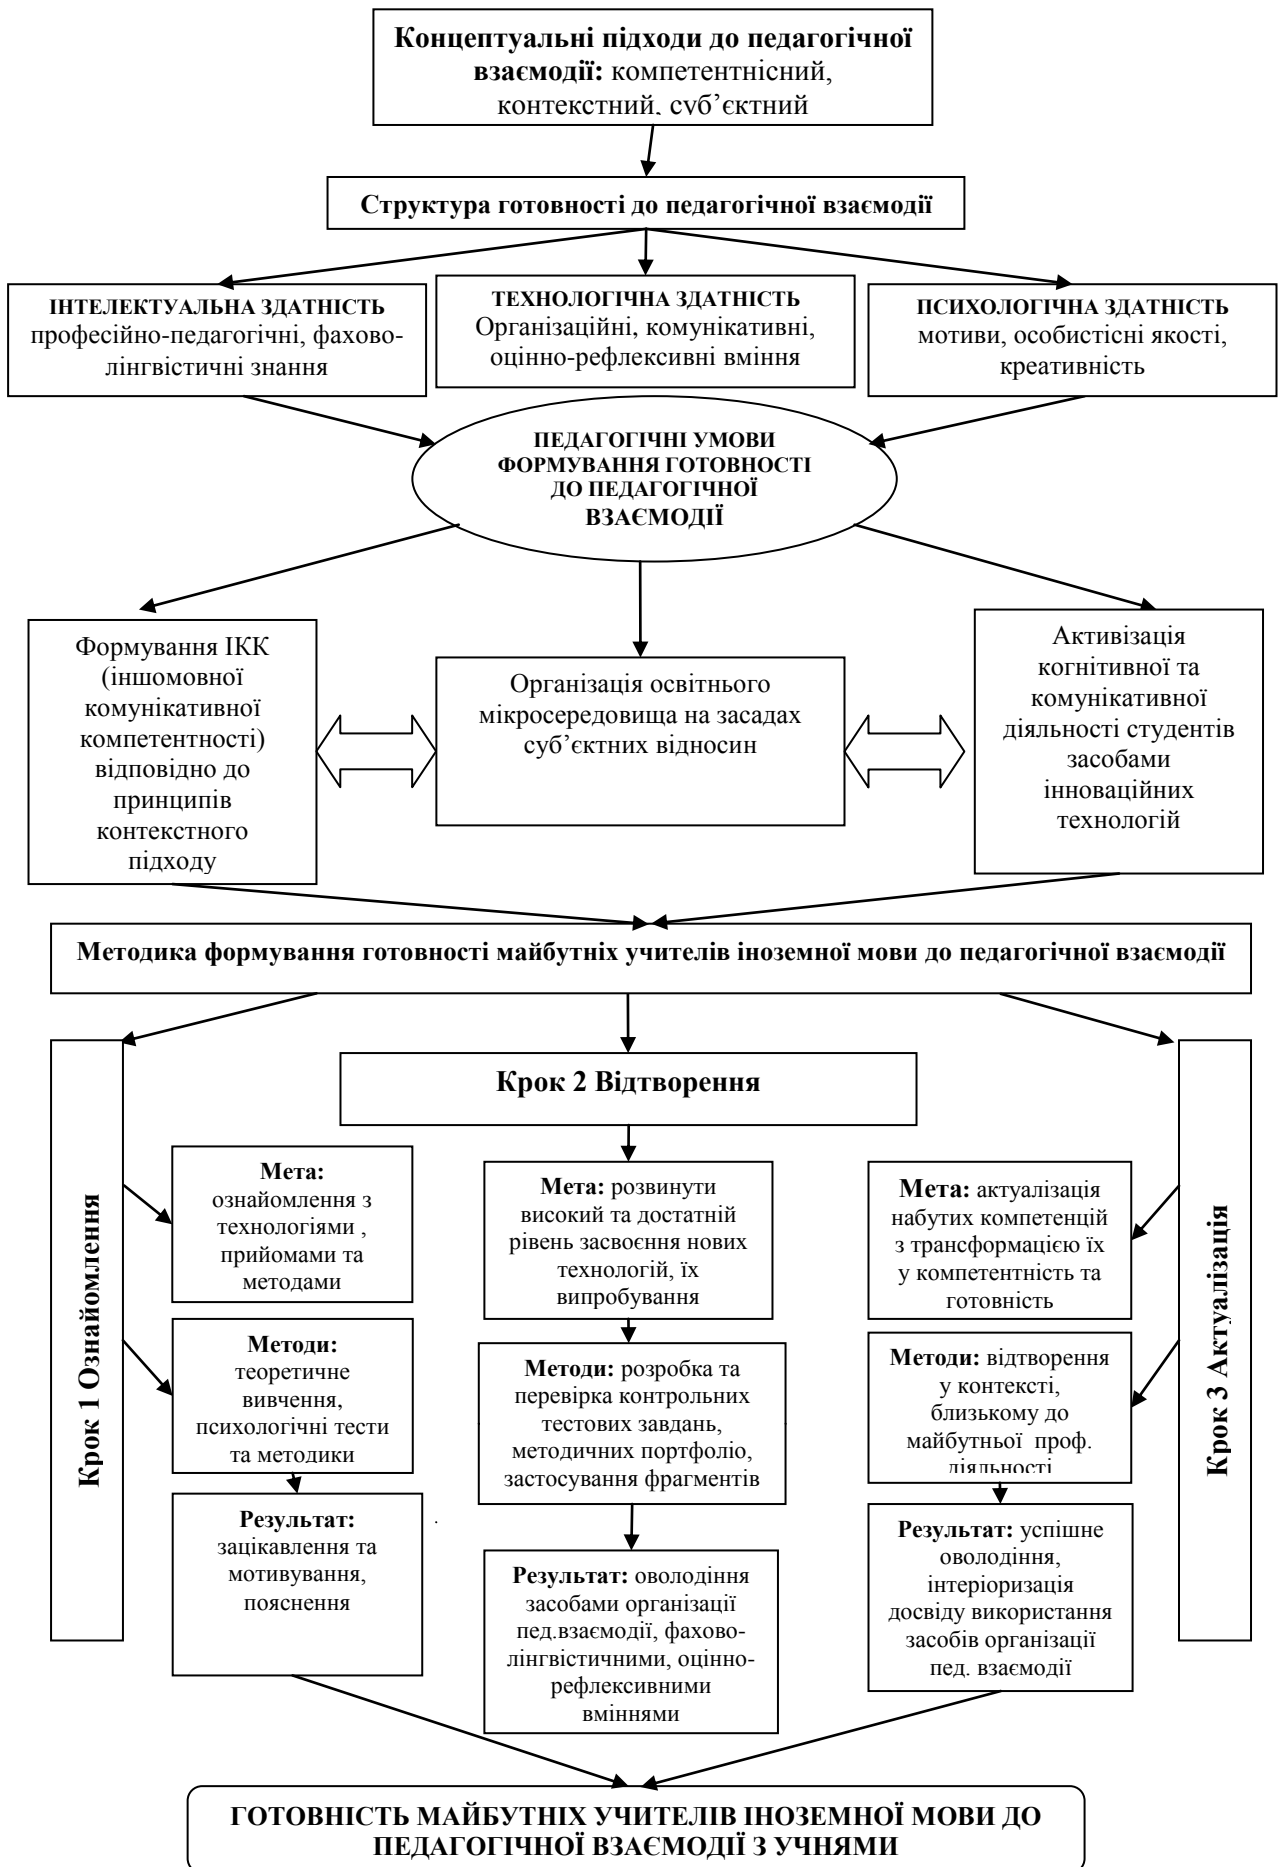 Концептуальні підходи до педагогічної
взаємодії: компетентнісний,
контекстний, суб’єктний
Структура готовності до педагогічної взаємодії
ІНТЕЛЕКТУАЛЬНА ЗДАТНІСТЬ
професійно-педагогічні, фахово-
лінгвістичні знання
ТЕХНОЛОГІЧНА ЗДАТНІСТЬ
Організаційні, комунікативні,
оцінно-рефлексивні вміння
ПСИХОЛОГІЧНА ЗДАТНІСТЬ
мотиви, особистісні якості,
креативність
ПЕДАГОГІЧНІ УМОВИ
ФОРМУВАННЯ ГОТОВНОСТІ
ДО ПЕДАГОГІЧНОЇ
ВЗАЄМОДІЇ
Формування ІКК
(іншомовної
комунікативної
компетентності)
відповідно до
принципів
контекстного
підходу
Організація освітнього
мікросередовища на засадах
суб’єктних відносин
Активізація
когнітивної та
комунікативної
діяльності студентів
засобами
інноваційних
технологій
Методика формування готовності майбутніх учителів іноземної мови до педагогічної взаємодії
Крок 1 Ознайомлення
Мета:
ознайомлення з
технологіями ,
прийомами та
методами
Методи:
теоретичне
вивчення,
психологічні тести
та методики
Результат:
зацікавлення та
мотивування,
пояснення
.
Крок 2 Відтворення
Мета: розвинути
високий та достатній
рівень засвоєння нових
технологій, їх
випробування
Методи: розробка та
перевірка контрольних
тестових завдань,
методичних портфоліо,
застосування фрагментів
Результат: оволодіння
засобами організації
пед.взаємодії, фахово-
лінгвістичними, оцінно-
рефлексивними
вміннями
Крок 3 Актуалізація
Мета: актуалізація
набутих компетенцій
з трансформацією їх
у компетентність та
готовність
Методи: відтворення
у контексті,
близькому до
майбутньої проф.
діяльності
Результат: успішне
оволодіння,
інтеріоризація
досвіду використання
засобів організації
пед. взаємодії
ГОТОВНІСТЬ МАЙБУТНІХ УЧИТЕЛІВ ІНОЗЕМНОЇ МОВИ ДО
ПЕДАГОГІЧНОЇ ВЗАЄМОДІЇ З УЧНЯМИ